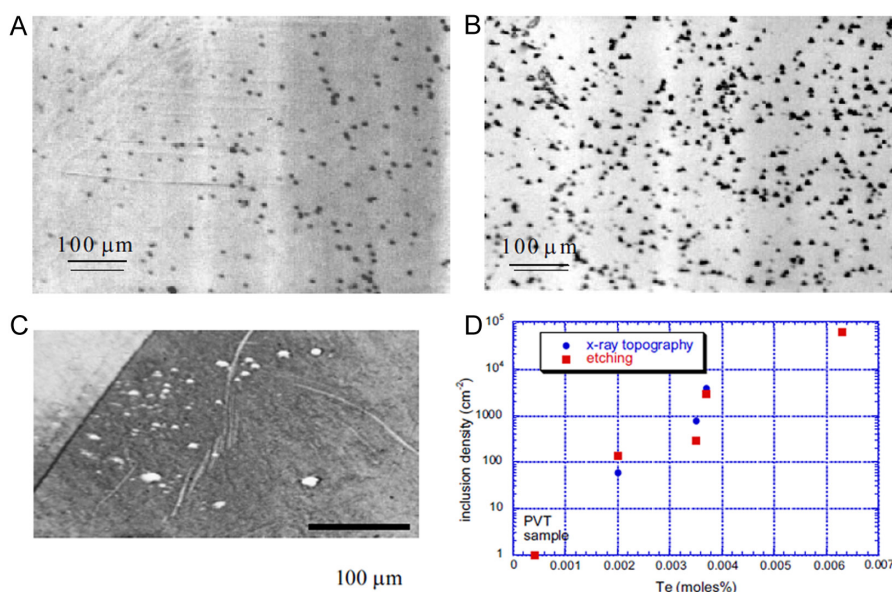 A
B
100 μm
100 μm
C
D
100 μm
10⁵
10⁴
1000
100
10
1
inclusion density (cm⁻²)
x-ray topography
etching
PVT
sample
0 0.001 0.002 0.003 0.004 0.005 0.006 0.007
Te (moles%)